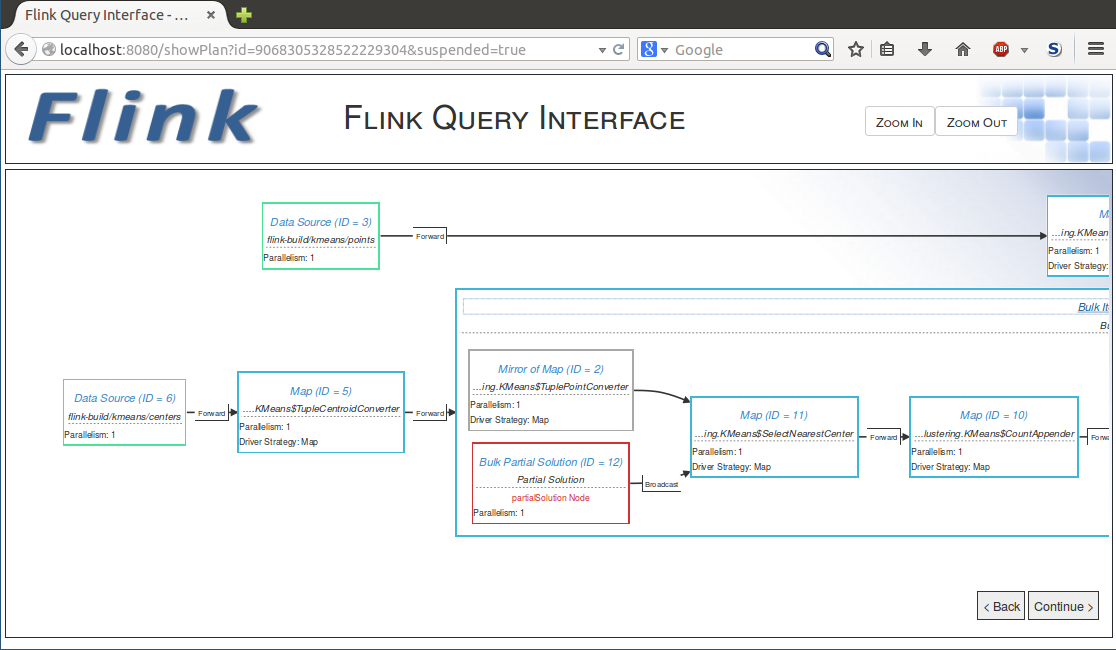 Flink Query Interface - ...
localhost:8080/showPlan?id=9068305328522229304&suspended=true
8
Google
ABP
S
Flink
Flink Query Interface
Zoom In
Zoom Out
Data Source (ID = 3)
flink-build/kmeans/points
Parallelism: 1
Forward
...ing.KMean
Parallelism: 1
Driver Strategy:
Bulk It
Data Source (ID = 6)
flink-build/kmeans/centers
Parallelism: 1
Forward
Map (ID = 5)
....KMeans$TupleCentroidConverter
Parallelism: 1
Driver Strategy: Map
Forward
Mirror of Map (ID = 2)
...ing.KMeans$TuplePointConverter
Parallelism: 1
Driver Strategy: Map
Bulk Partial Solution (ID = 12)
Partial Solution
partialSolution Node
Parallelism: 1
Broadcast
Map (ID = 11)
...ing.KMeans$SelectNearestCenter
Parallelism: 1
Driver Strategy: Map
Forward
Map (ID = 10)
...lustering.KMeans$CountAppender
Parallelism: 1
Driver Strategy: Map
Forwa
< Back
Continue >